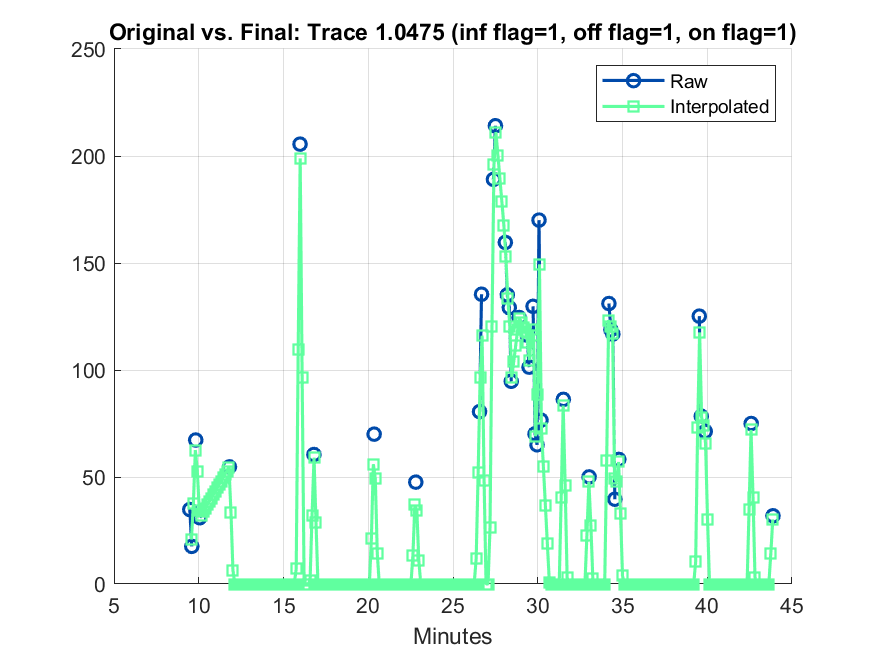 Original vs. Final: Trace 1.0475 (inf flag=1, off flag=1, on flag=1)
250
200
150
100
50
0
5 10 15 20 25 30 35 40 45
Minutes
Raw
Interpolated